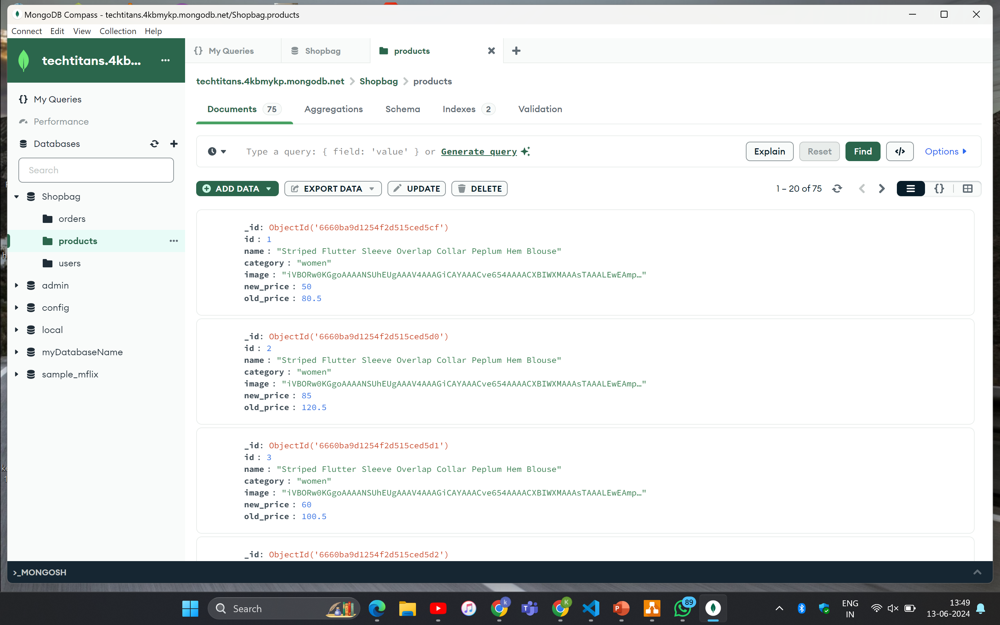 MongoDB Compass - techtitans.4kbmykp.mongodb.net/Shopbag.products
Connect Edit View Collection Help
techtitans.4kb...
My Queries
Performance
Databases
Search
Shopbag
orders
products
users
admin
config
local
myDatabaseName
sample_mflix
{} My Queries Shopbag products
techtitans.4kbmykp.mongodb.net > Shopbag > products
Documents 75 Aggregations Schema Indexes 2 Validation
Type a query: { field: 'value' } or Generate query
Explain Reset Find </> Options
ADD DATA EXPORT DATA UPDATE DELETE
1 – 20 of 75 {}
_id: ObjectId('6660ba9d1254f2d515ced5cf')
id : 1
name : "Striped Flutter Sleeve Overlap Collar Peplum Hem Blouse"
category : "women"
image : "iVBORw0KGgoAAAANSUhEUgAAAV4AAAGiCAYAAACve654AAAACXBIWXMAAAsTAAALEwEAmp…"
new_price : 50
old_price : 80.5
_id: ObjectId('6660ba9d1254f2d515ced5d0')
id : 2
name : "Striped Flutter Sleeve Overlap Collar Peplum Hem Blouse"
category : "women"
image : "iVBORw0KGgoAAAANSUhEUgAAAV4AAAGiCAYAAACve654AAAACXBIWXMAAAsTAAALEwEAmp…"
new_price : 85
old_price : 120.5
_id: ObjectId('6660ba9d1254f2d515ced5d1')
id : 3
name : "Striped Flutter Sleeve Overlap Collar Peplum Hem Blouse"
category : "women"
image : "iVBORw0KGgoAAAANSUhEUgAAAV4AAAGiCAYAAACve654AAAACXBIWXMAAAsTAAALEwEAmp…"
new_price : 60
old_price : 100.5
_id: ObjectId('6660ba9d1254f2d515ced5d2')
>_MONGOSH
Search
k
T
K
P
89
ENG
IN
13:49
13-06-2024